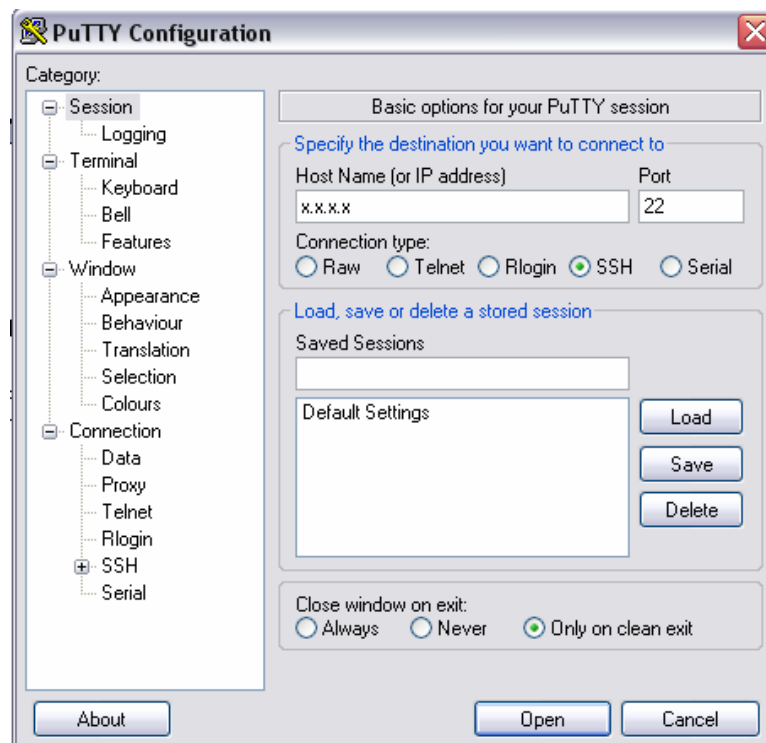 PuTTY Configuration
Category:
Session
Logging
Terminal
Keyboard
Bell
Features
Window
Appearance
Behaviour
Translation
Selection
Colours
Connection
Data
Proxy
Telnet
Rlogin
SSH
Serial
Basic options for your PuTTY session
Specify the destination you want to connect to
Host Name (or IP address) Port
x.x.x.x 22
Connection type:
Raw Telnet Rlogin SSH Serial
Load, save or delete a stored session
Saved Sessions
Default Settings
Load
Save
Delete
Close window on exit:
Always Never Only on clean exit
About Open Cancel